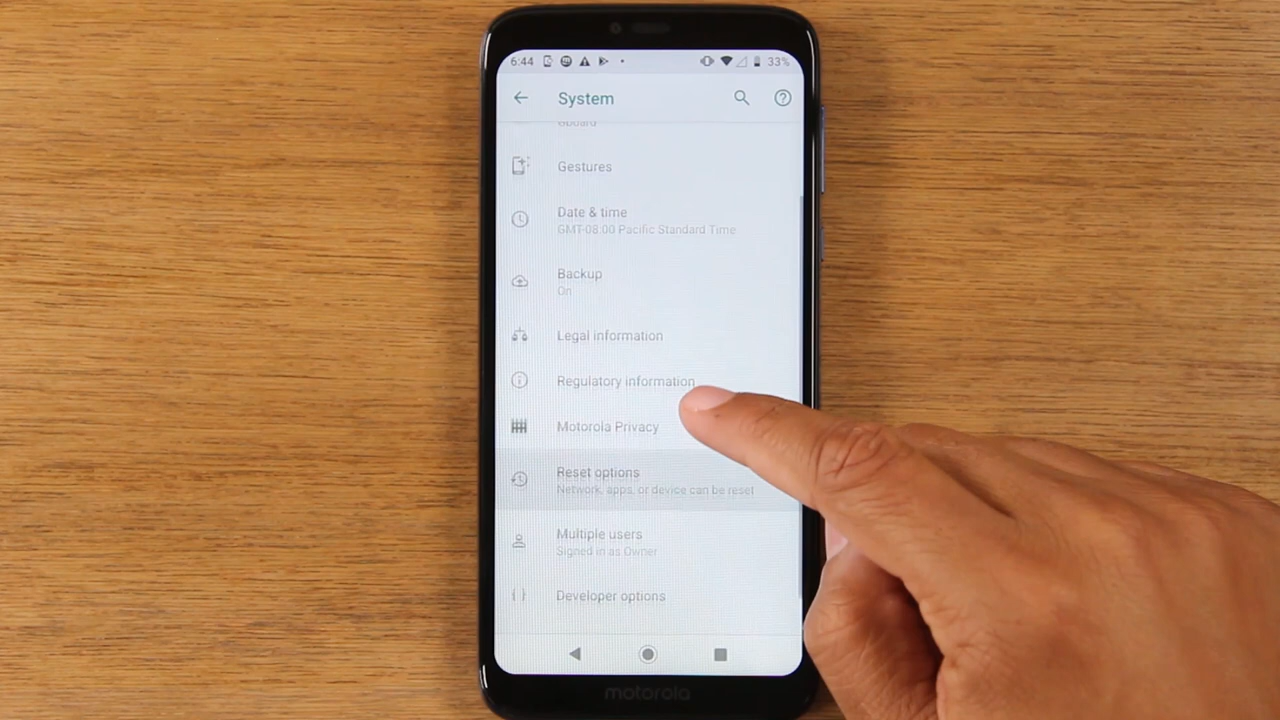 6:44 33%
System
Gboard
Gestures
Date & time
GMT-08:00 Pacific Standard Time
Backup
On
Legal information
Regulatory information
Motorola Privacy
Reset options
Network, apps, or device can be reset
Multiple users
Signed in as Owner
Developer options
motorola